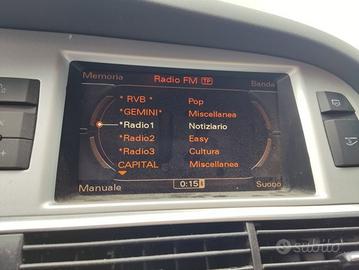 Memoria Radio FM TP Banda
* RVB * Pop
*GEMINI* Miscellanea
*Radio1 Notiziario
*Radio2 Easy
*Radio3 Cultura
CAPITAL Miscellanea
Manuale 0:15 Suono
subito